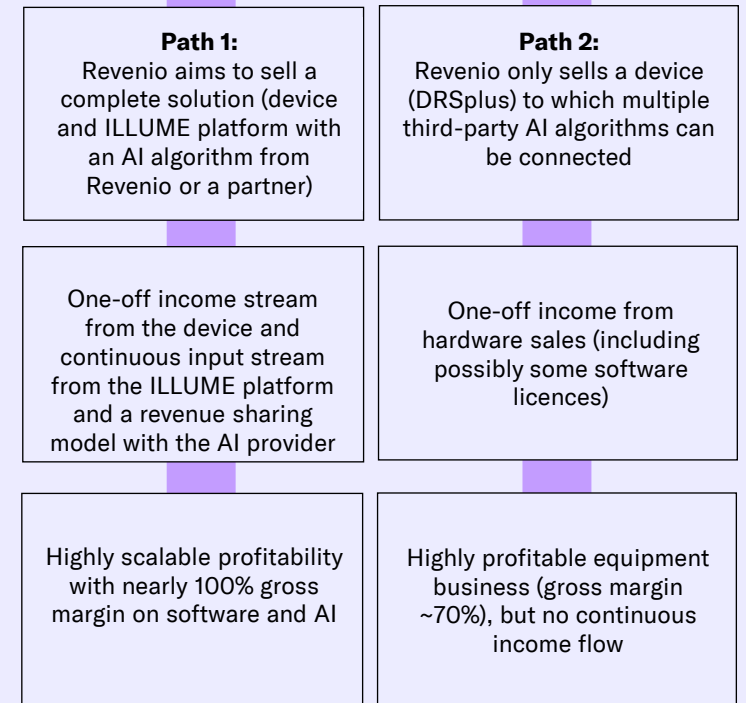 Path 1:
Revenio aims to sell a
complete solution (device
and ILLUME platform with
an AI algorithm from
Revenio or a partner)
One-off income stream
from the device and
continuous input stream
from the ILLUME platform
and a revenue sharing
model with the AI provider
Highly scalable profitability
with nearly 100% gross
margin on software and AI
Path 2:
Revenio only sells a device
(DRSplus) to which multiple
third-party AI algorithms can
be connected
One-off income from
hardware sales (including
possibly some software
licences)
Highly profitable equipment
business (gross margin
~70%), but no continuous
income flow